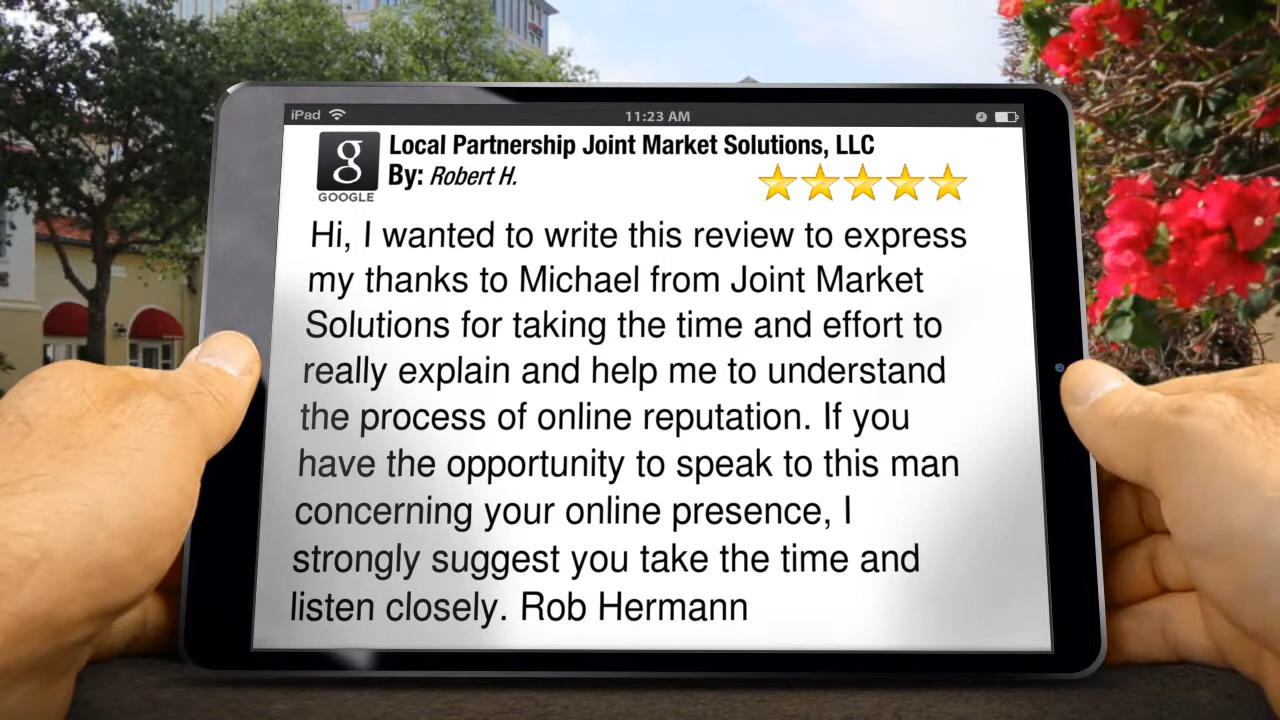 iPad 11:23 AM
Local Partnership Joint Market Solutions, LLC
g
By: Robert H.
GOOGLE
Hi, I wanted to write this review to express
my thanks to Michael from Joint Market
Solutions for taking the time and effort to
really explain and help me to understand
the process of online reputation. If you
have the opportunity to speak to this man
concerning your online presence, I
strongly suggest you take the time and
listen closely. Rob Hermann